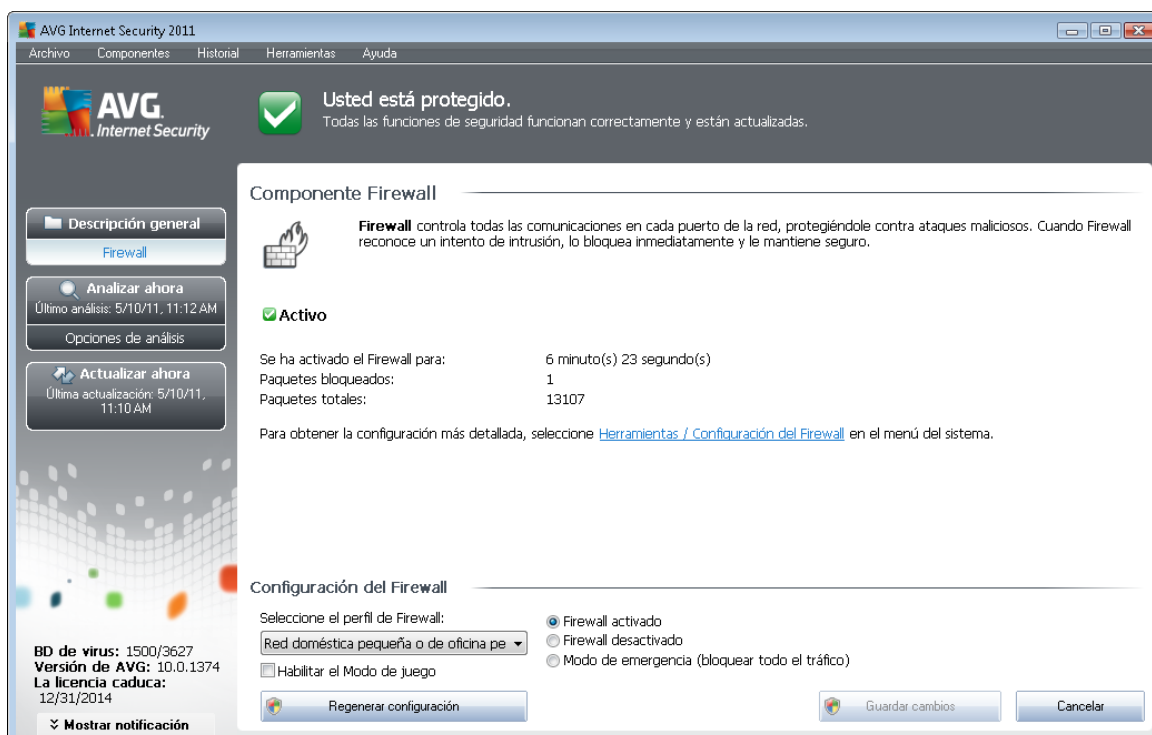 AVG Internet Security 2011
Archivo Componentes Historial Herramientas Ayuda
AVG.
Internet Security
Usted está protegido.
Todas las funciones de seguridad funcionan correctamente y están actualizadas.
Descripción general
Firewall
Analizar ahora
Último análisis: 5/10/11, 11:12 AM
Opciones de análisis
Actualizar ahora
Última actualización: 5/10/11,
11:10 AM
BD de virus: 1500/3627
Versión de AVG: 10.0.1374
La licencia caduca:
12/31/2014
Mostrar notificación
Componente Firewall
Firewall controla todas las comunicaciones en cada puerto de la red, protegiéndole contra ataques maliciosos. Cuando Firewall
reconoce un intento de intrusión, lo bloquea inmediatamente y le mantiene seguro.
Activo
Se ha activado el Firewall para: 6 minuto(s) 23 segundo(s)
Paquetes bloqueados: 1
Paquetes totales: 13107
Para obtener la configuración más detallada, seleccione Herramientas / Configuración del Firewall en el menú del sistema.
Configuración del Firewall
Seleccione el perfil de Firewall:
Red doméstica pequeña o de oficina pe
Habilitar el Modo de juego
Firewall activado
Firewall desactivado
Modo de emergencia (bloquear todo el tráfico)
Regenerar configuración
Guardar cambios
Cancelar